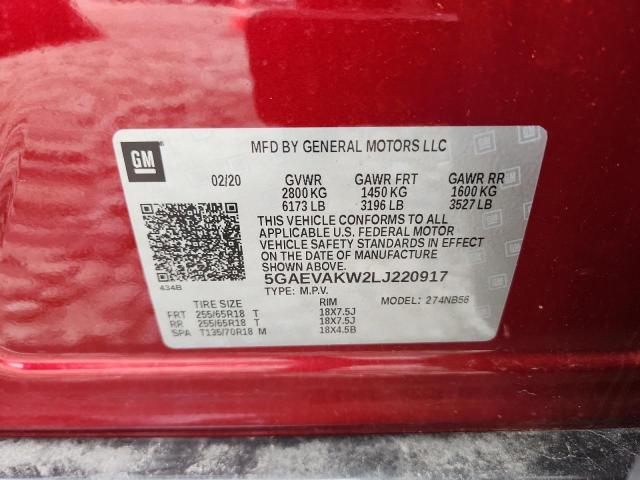 GM
MFD BY GENERAL MOTORS LLC
02/20 GVWR GAWR FRT GAWR RR
2800 KG 1450 KG 1600 KG
6173 LB 3196 LB 3527 LB
THIS VEHICLE CONFORMS TO ALL
APPLICABLE U.S. FEDERAL MOTOR
VEHICLE SAFETY STANDARDS IN EFFECT
ON THE DATE OF MANUFACTURE
SHOWN ABOVE.
434B
5GAEVAKW2LJ220917
TYPE: M.P.V. MODEL: 274NB56
TIRE SIZE RIM
FRT 255/65R18 T 18X7.5J
RR 255/65R18 T 18X7.5J
SPA T135/70R18 M 18X4.5B